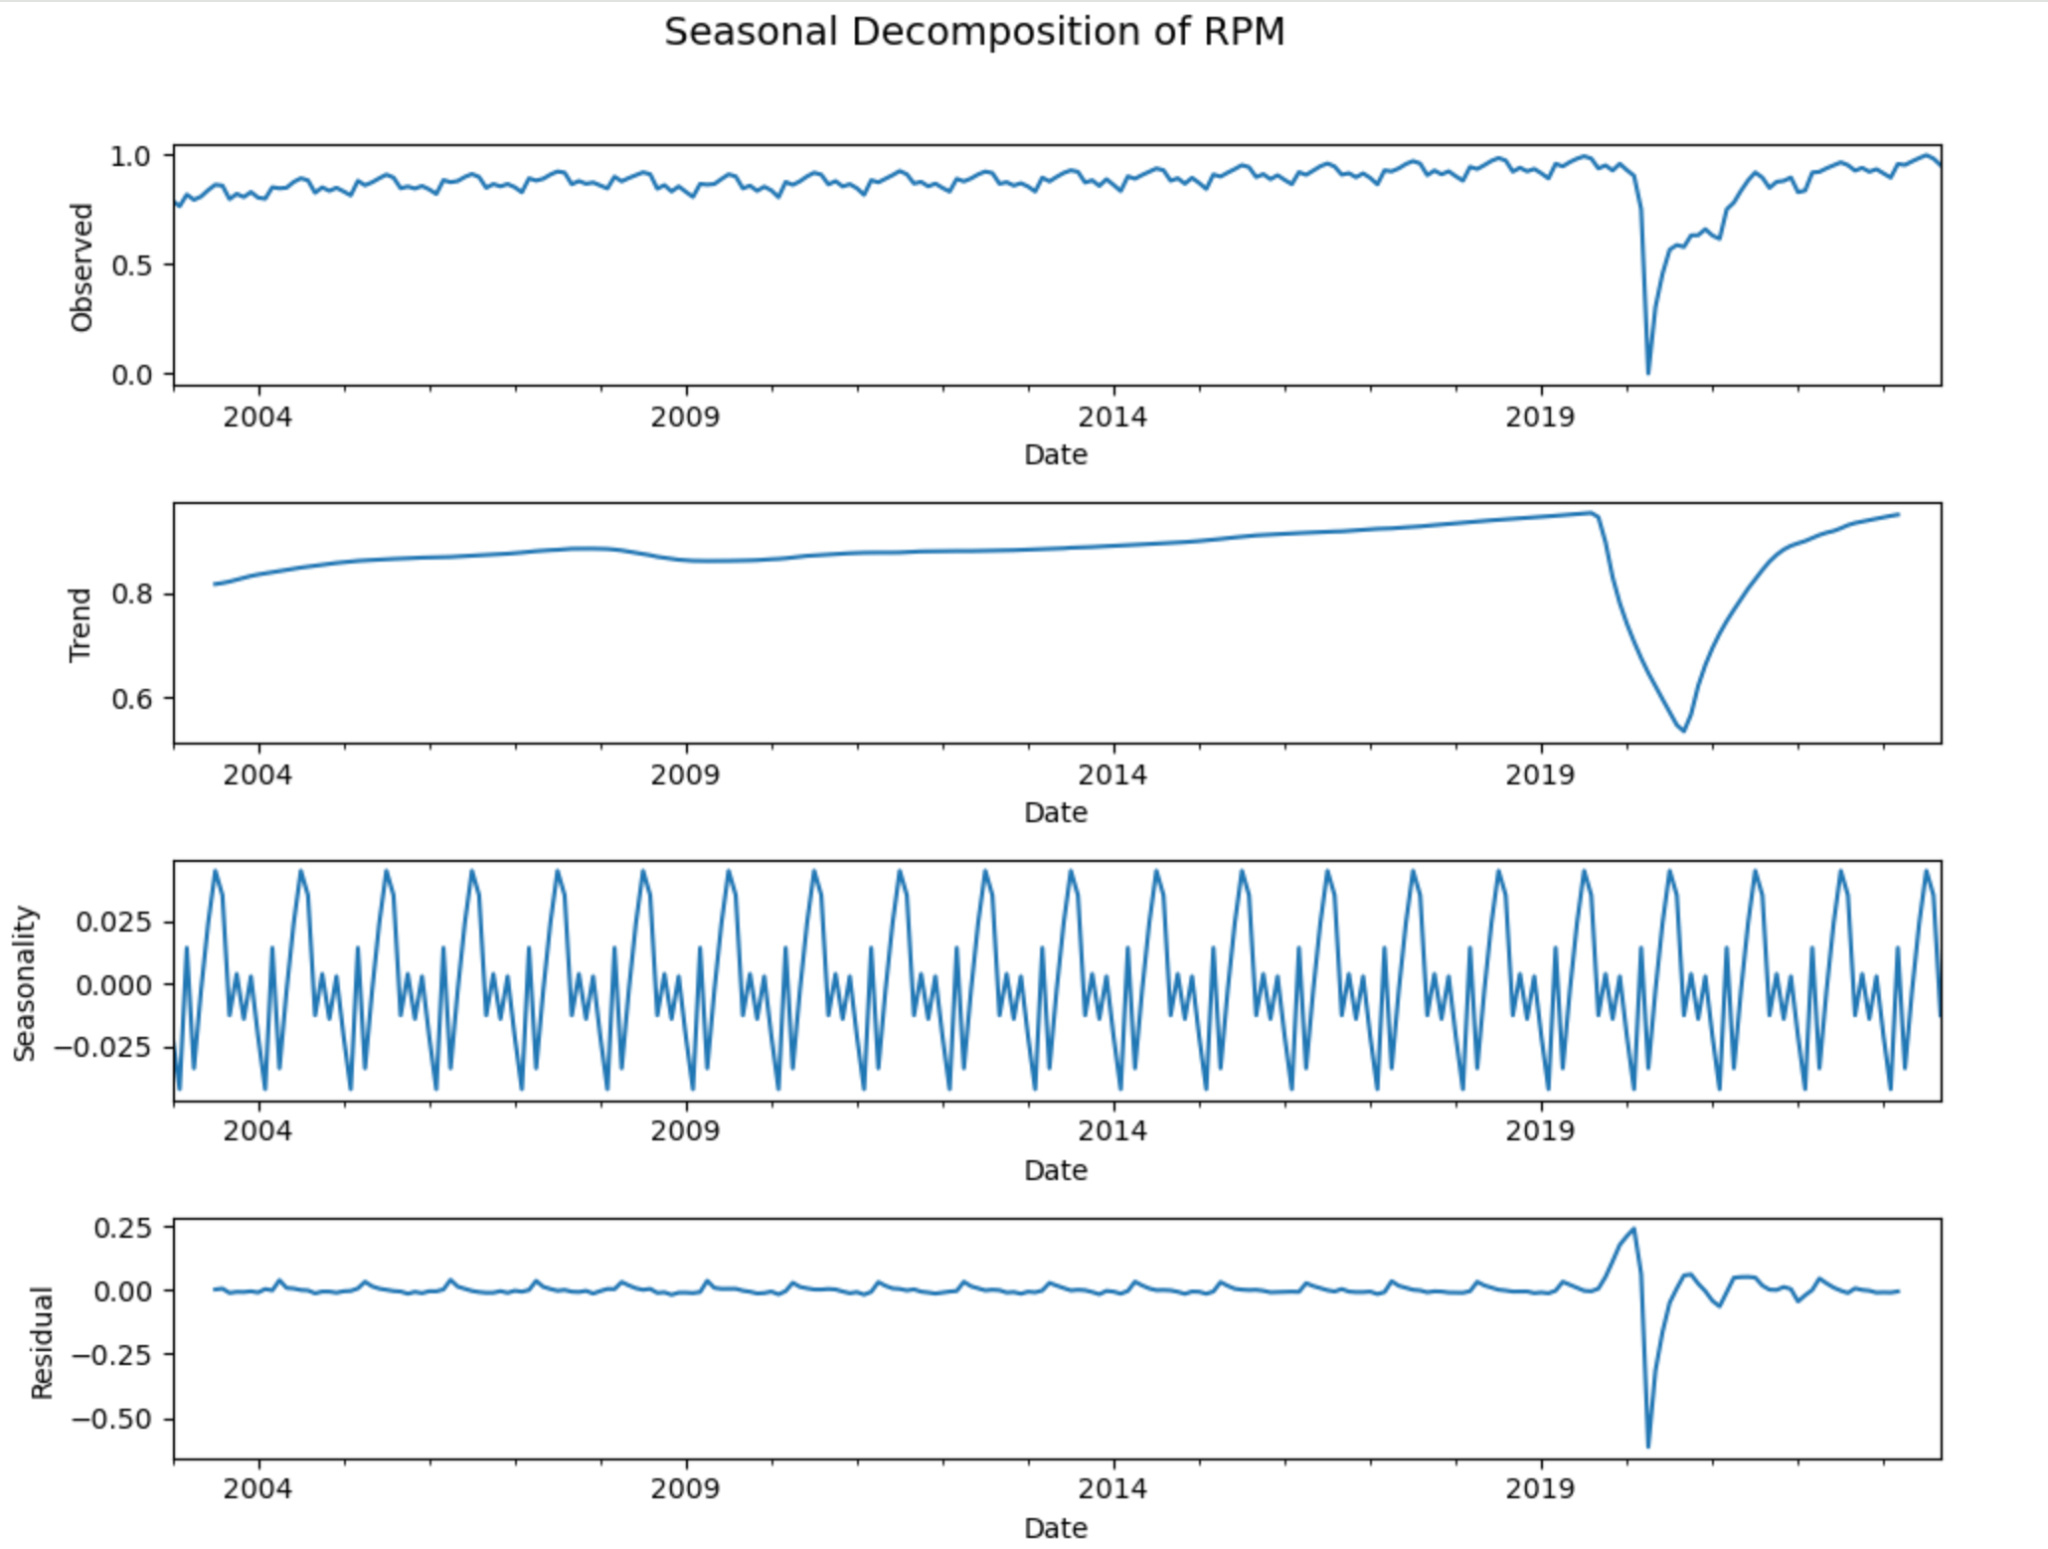 Seasonal Decomposition of RPM
1.0
0.5
0.0
Observed
2004 2009 2014 2019
Date
0.8
0.6
Trend
2004 2009 2014 2019
Date
0.025
0.000
−0.025
Seasonality
2004 2009 2014 2019
Date
0.25
0.00
−0.25
−0.50
Residual
2004 2009 2014 2019
Date